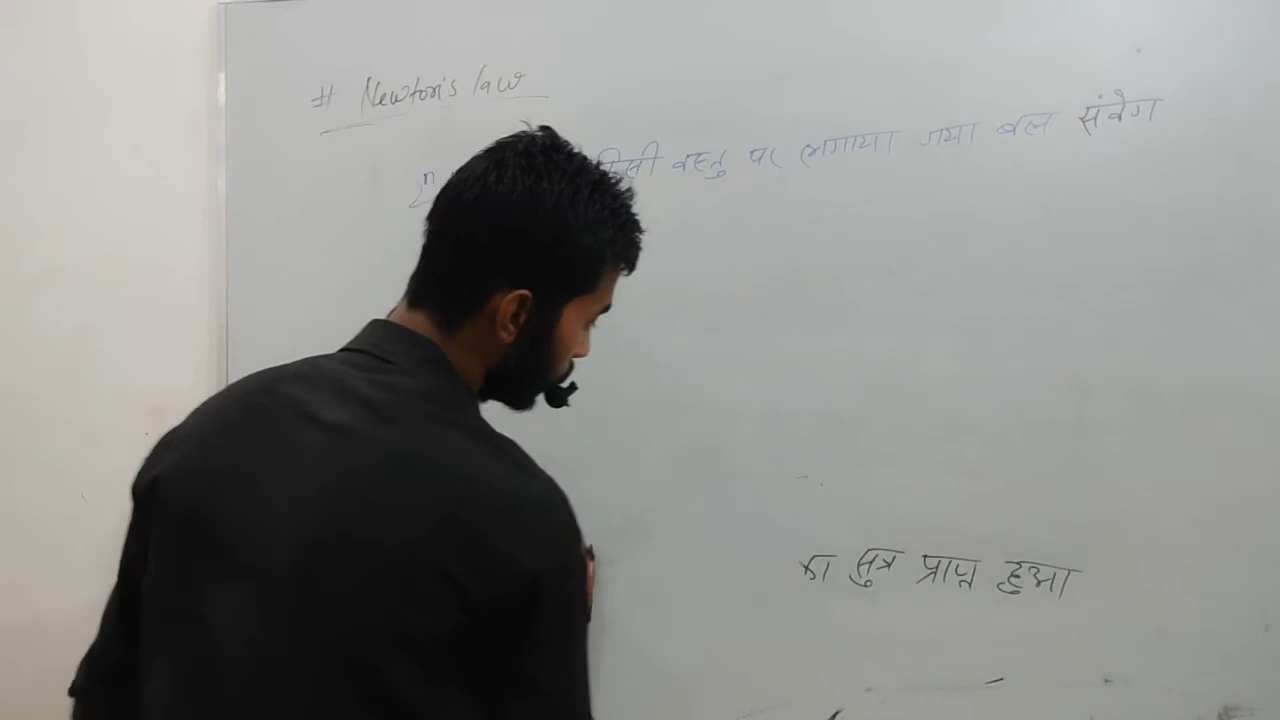 # Newton's law
किसी वस्तु पर लगाया गया बल संवेग
का सुत्र प्राप्त हुआ